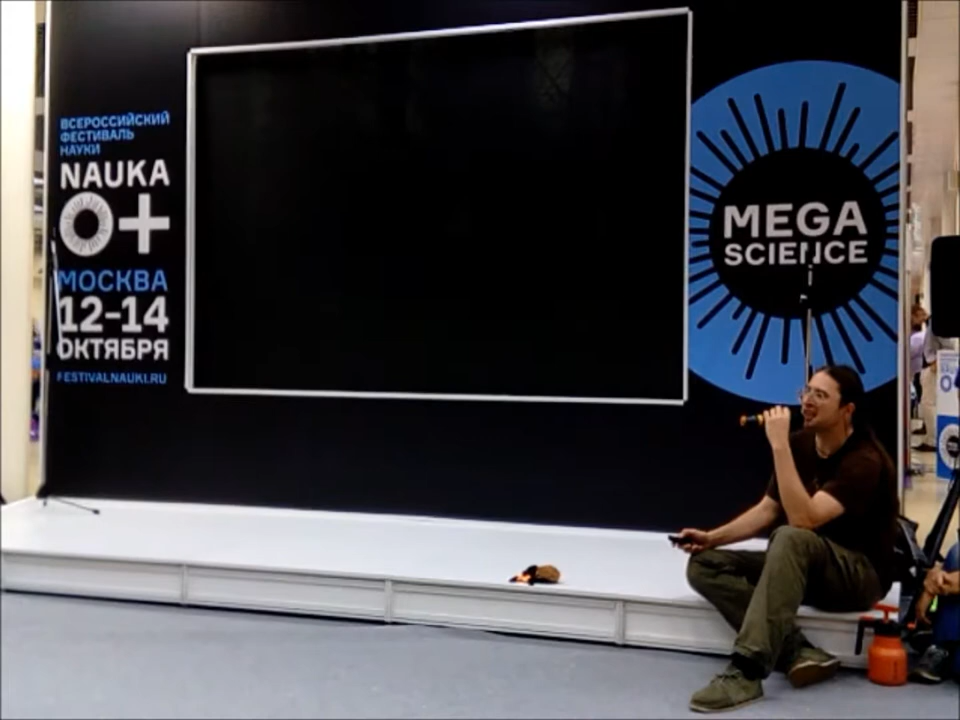 ВСЕРОССИЙСКИЙ
ФЕСТИВАЛЬ
НАУКИ
NAUKA
0+
МОСКВА
12-14
ОКТЯБРЯ
FESTIVALNAUKI.RU
MEGA
SCIENCE